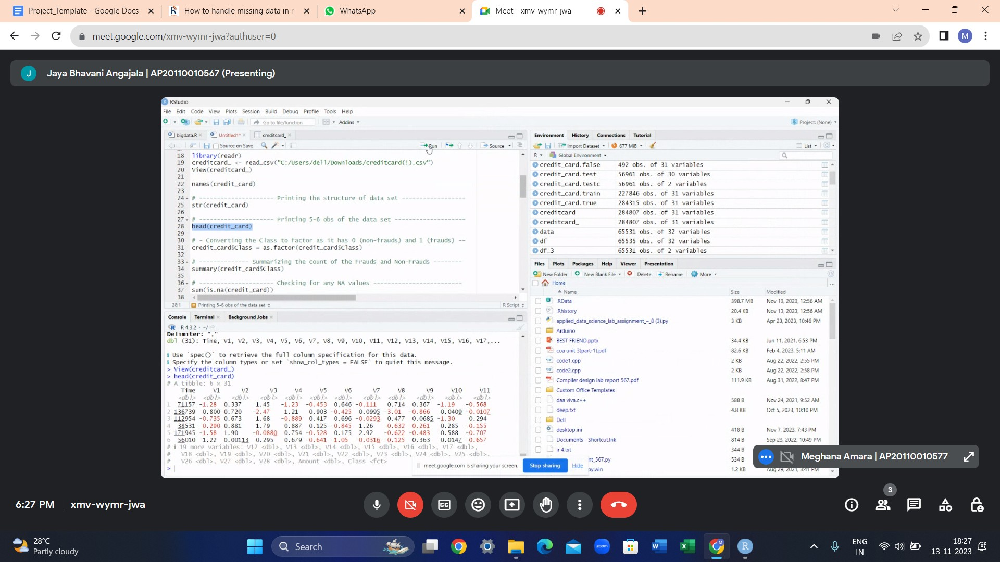 Project_Template - Google Docs
How to handle missing data in r
WhatsApp
Meet - xmv-wymr-jwa
meet.google.com/xmv-wymr-jwa?authuser=0
M
J
Jaya Bhavani Angajala | AP20110010567 (Presenting)
RStudio
File Edit Code View Plots Session Build Debug Profile Tools Help
Go to file/function
Addins
Project: (None)
bigdata.R
Untitled1*
creditcard_
Source on Save
Run
Source
18 library(readr)
19 creditcard_ <- read_csv("C:/Users/dell/Downloads/creditcard(!).csv")
20 View(creditcard_)
21
22 names(credit_card)
23
24 # --------------------- Printing the structure of data set ---------------
25 str(credit_card)
26
27 # --------------------- Printing 5-6 obs of the data set -----------------
28 head(credit_card)
29
30 # - Converting the Class to factor as it has 0 (non-frauds) and 1 (frauds) --
31 credit_card$Class = as.factor(credit_card$Class)
32
33 # -------------- Summarizing the count of the Frauds and Non-Frauds --------
34 summary(credit_card$Class)
35
36 # --------------------- Checking for any NA values ----------------------
37 sum(is.na(credit_card))
38
28:1 Printing 5-6 obs of the data set
R Script
Console Terminal Background Jobs
R 4.3.2 · ~/
Delimiter: ","
dbl (31): Time, V1, V2, V3, V4, V5, V6, V7, V8, V9, V10, V11, V12, V13, V14, V15, V16, V17,...
i Use `spec()` to retrieve the full column specification for this data.
i Specify the column types or set `show_col_types = FALSE` to quiet this message.
> View(creditcard_)
> head(credit_card)
# A tibble: 6 × 31
Time V1 V2 V3 V4 V5 V6 V7 V8 V9 V10 V11
<dbl> <dbl> <dbl> <dbl> <dbl> <dbl> <dbl> <dbl> <dbl> <dbl> <dbl> <dbl>
1 71157 -1.28 0.337 1.45 -1.23 -0.453 0.646 -0.111 0.714 0.367 -1.19 -0.568
2 136739 0.800 0.720 -2.47 1.21 0.903 -0.425 0.0995 -3.01 -0.866 0.0409 -0.0107
3 112954 -0.735 0.673 1.68 -0.889 0.417 0.696 -0.0293 0.477 0.0685 -1.30 0.294
4 38531 -0.290 0.881 1.79 0.887 0.125 -0.845 1.26 -0.632 -0.261 0.285 -0.155
5 171945 -1.58 1.90 -0.0880 0.754 -0.528 0.175 2.92 -0.622 -0.483 0.588 -0.707
6 56010 1.22 0.00113 0.295 0.679 -0.641 -1.05 -0.0316 -0.125 0.363 0.0147 -0.657
# i 19 more variables: V12 <dbl>, V13 <dbl>, V14 <dbl>, V15 <dbl>, V16 <dbl>, V17 <dbl>,
# V18 <dbl>, V19 <dbl>, V20 <dbl>, V21 <dbl>, V22 <dbl>, V23 <dbl>, V24 <dbl>, V25 <dbl>,
# V26 <dbl>, V27 <dbl>, V28 <dbl>, Amount <dbl>, Class <fct>
>
Environment History Connections Tutorial
Import Dataset
677 MiB
List
R
Global Environment
credit_card.false 492 obs. of 31 variables
credit_card.test 56961 obs. of 30 variables
credit_card.testc 56961 obs. of 2 variables
credit_card.train 227846 obs. of 31 variables
credit_card.true 284315 obs. of 31 variables
creditcard 284807 obs. of 31 variables
creditcard_ 284807 obs. of 31 variables
data 65531 obs. of 32 variables
df 65535 obs. of 32 variables
df_3 65531 obs. of 2 variables
Files Plots Packages Help Viewer Presentation
New Folder New Blank File Delete Rename More
Home
Name Size Modified
.RData 398.7 MB Nov 13, 2023, 12:56 AM
.Rhistory 20.4 KB Nov 13, 2023, 12:56 AM
applied_data_science_lab_assignment_-_8 (3).py 3 KB Apr 23, 2023, 10:46 PM
Arduino
BEST FRIEND.pptx 34.4 KB Jun 11, 2021, 6:53 PM
coa unit 3(part-1).pdf 82.6 KB Feb 4, 2023, 5:11 AM
code1.cpp 2 KB Aug 22, 2022, 2:55 PM
code2.cpp 2 KB Aug 22, 2022, 2:58 PM
Compiler design lab report 567.pdf 111.9 KB Aug 31, 2022, 8:47 PM
Custom Office Templates
daa viva.c++ 588 B Nov 24, 2021, 9:52 AM
deep.txt 4.8 KB Oct 5, 2023, 10:10 PM
Dell
desktop.ini 418 B Nov 7, 2023, 7:43 PM
Documents - Shortcut.lnk 814 B Sep 23, 2022, 10:49 PM
ir 4.txt 344 B
nt_567.py 534 B
py.win 1.2 KB Aug 29, 2021, 3:41 PM
meet.google.com is sharing your screen.
Stop sharing
Hide
Meghana Amara | AP20110010577
6:27 PM | xmv-wymr-jwa
3
28°C
Partly cloudy
Search
zoom
ENG
IN
18:27
13-11-2023